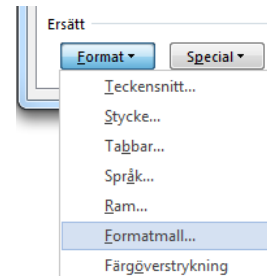 Ersätt
Format Special
Teckensnitt...
Stycke...
Tabbar...
Språk...
Ram...
Formatmall...
Färgöverstrykning